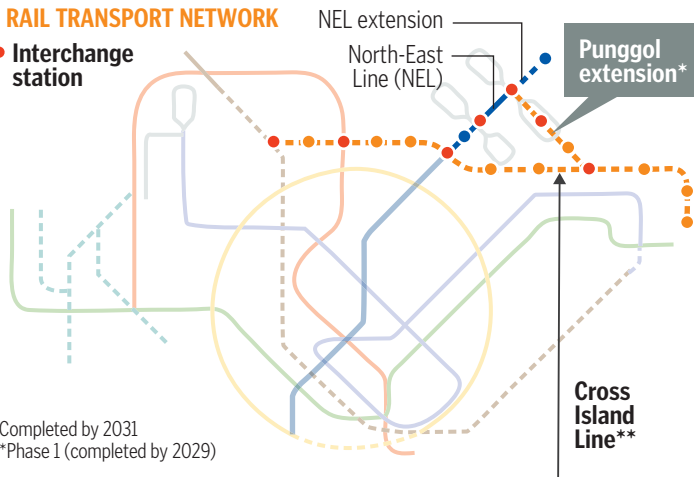 RAIL TRANSPORT NETWORK
Interchange
station
NEL extension
North-East
Line (NEL)
Punggol
extension*
Cross
Island
Line**
Completed by 2031
*Phase 1 (completed by 2029)